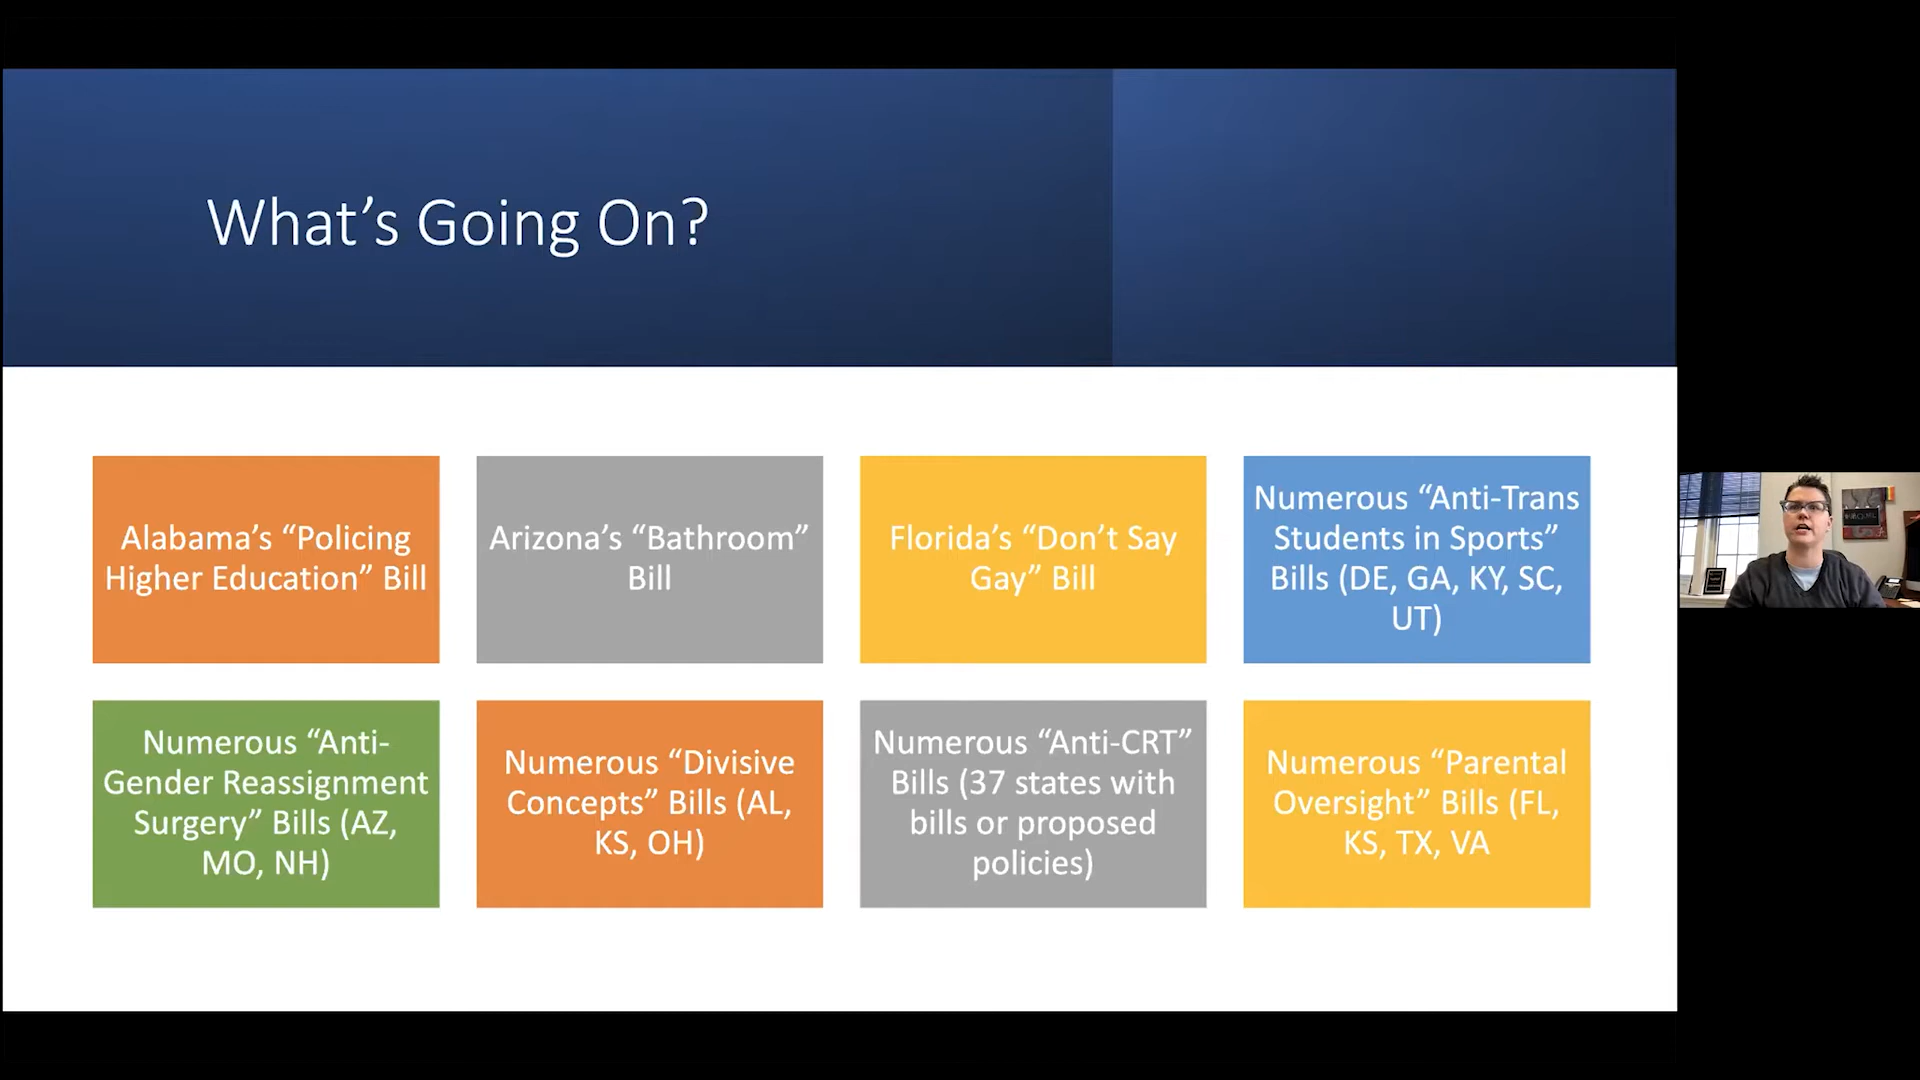 What’s Going On?
Alabama’s “Policing
Higher Education” Bill
Arizona’s “Bathroom”
Bill
Florida’s “Don’t Say
Gay” Bill
Numerous “Anti-Trans
Students in Sports”
Bills (DE, GA, KY, SC,
UT)
Numerous “Anti-
Gender Reassignment
Surgery” Bills (AZ,
MO, NH)
Numerous “Divisive
Concepts” Bills (AL,
KS, OH)
Numerous “Anti-CRT”
Bills (37 states with
bills or proposed
policies)
Numerous “Parental
Oversight” Bills (FL,
KS, TX, VA